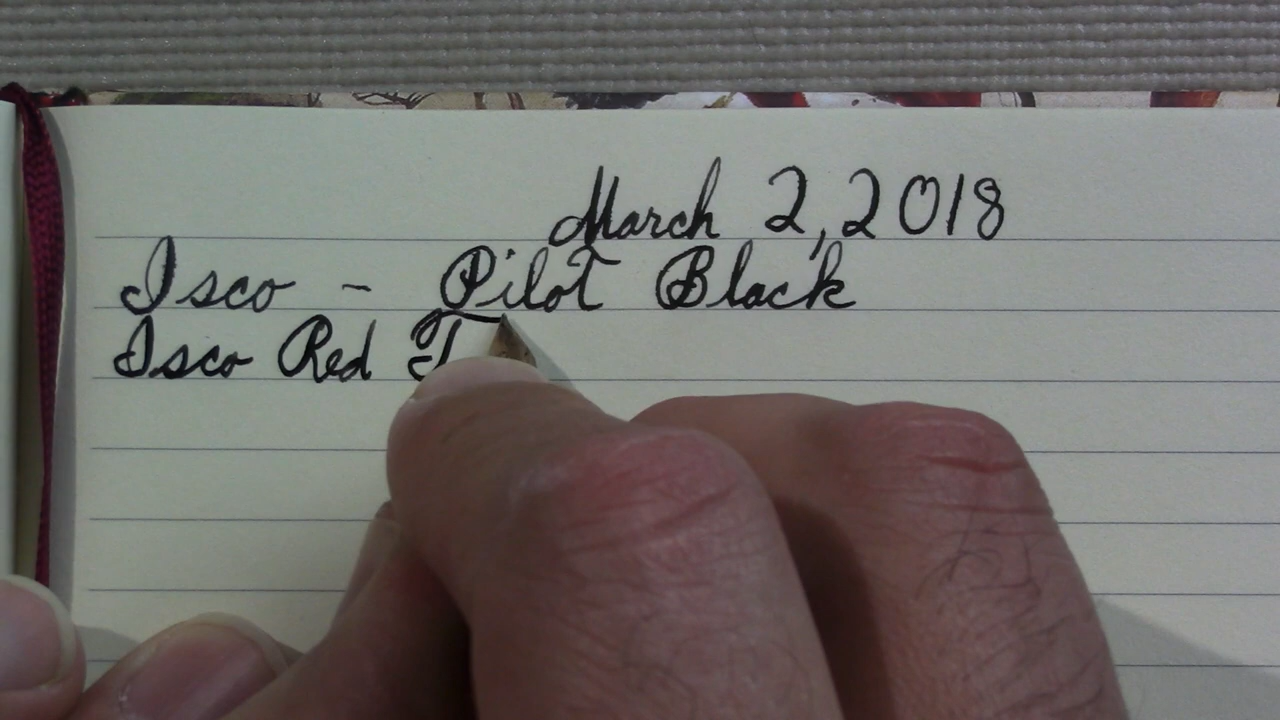 March 2, 2018
Isco - Pilot Black
Isco Red T